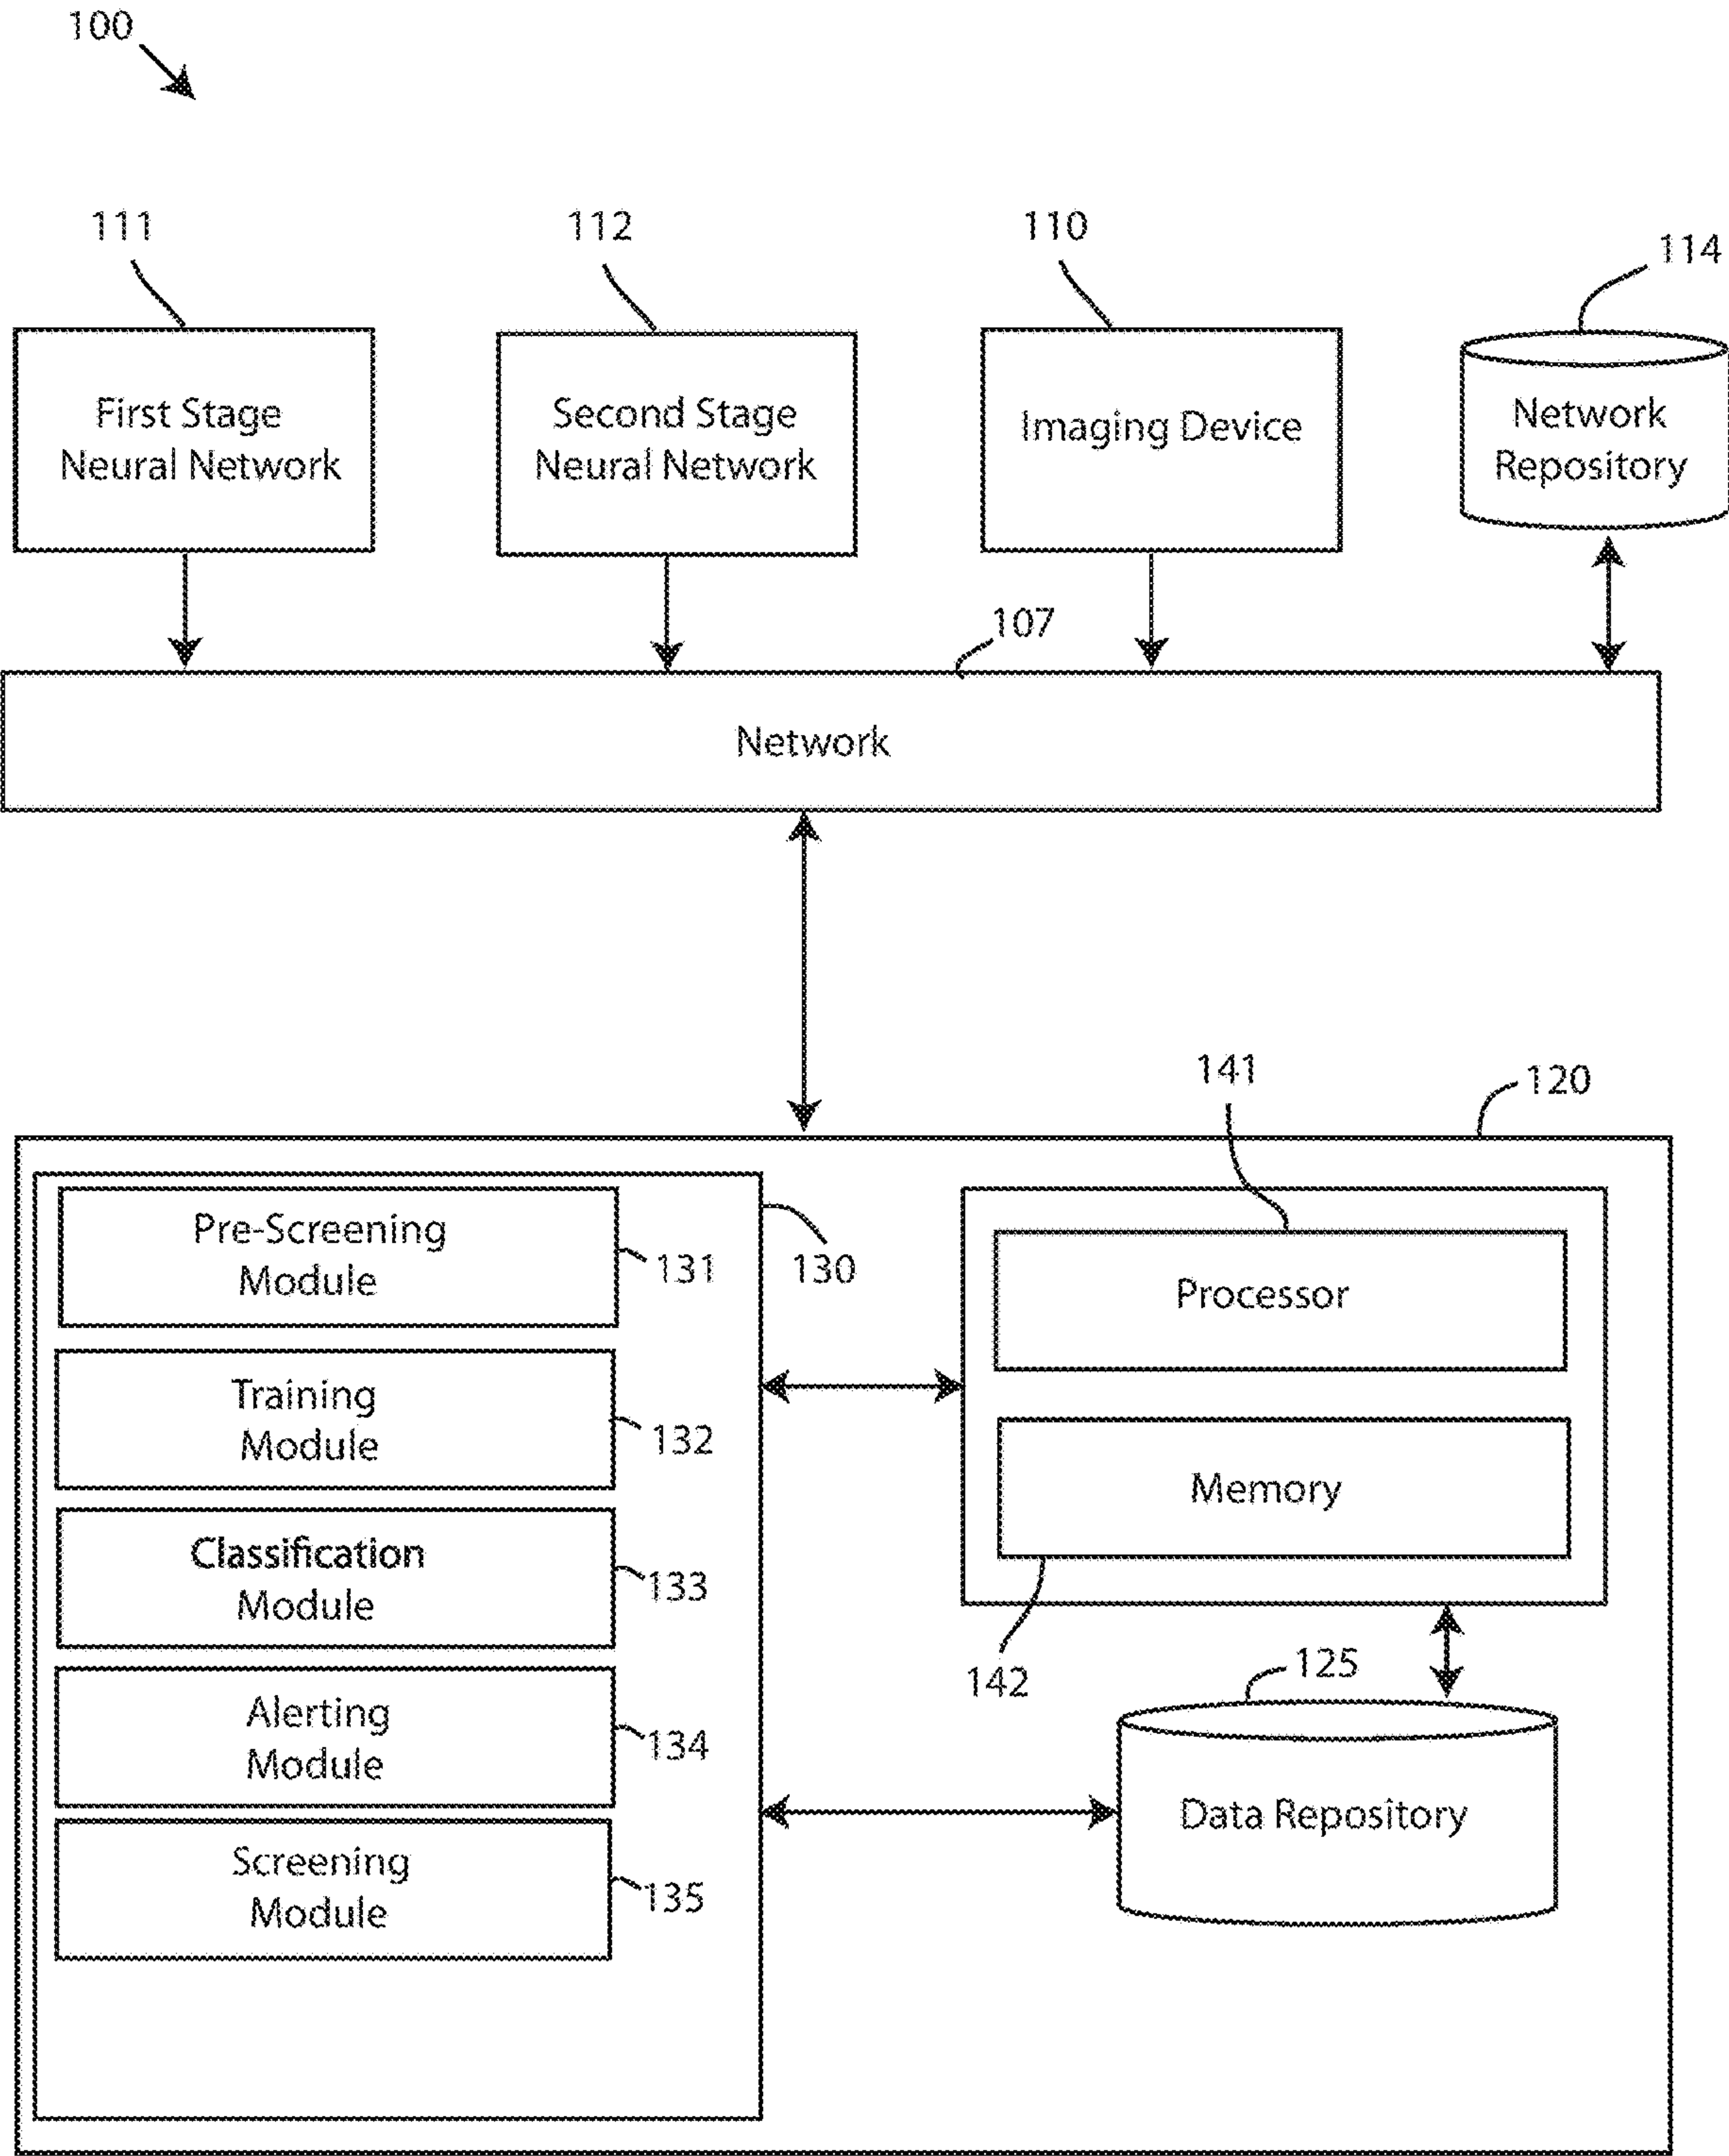 100
111
112
110
114
First Stage
Neural Network
Second Stage
Neural Network
Imaging Device
Network
Repository
107
Network
141
120
Pre-Screening
Module
131
130
Processor
Training
Module
132
Memory
Classification
Module
133
142
125
Alerting
Module
134
Data Repository
Screening
Module
135